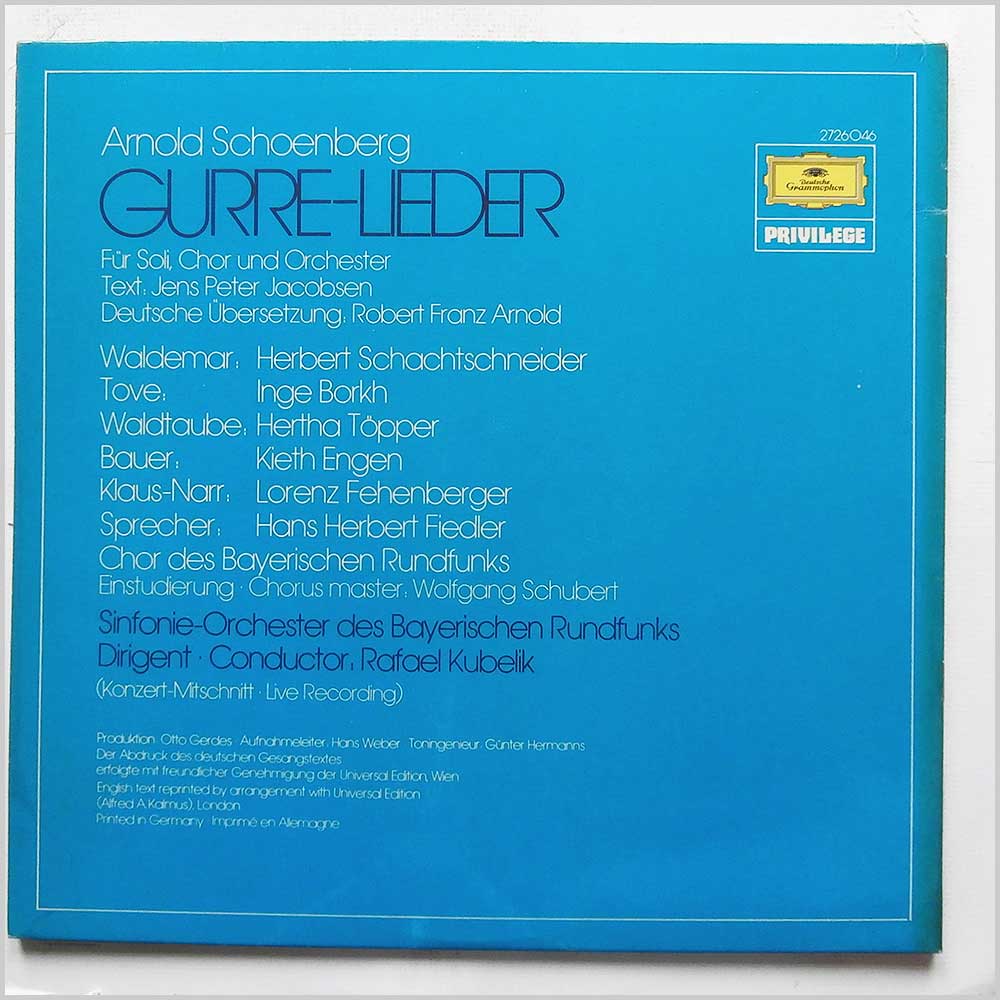 Arnold Schoenberg
2726046
GURRE-LIEDER
Deutsche
Grammophon
PRIVILEGE
Für Soli, Chor und Orchester
Text: Jens Peter Jacobsen
Deutsche Übersetzung: Robert Franz Arnold
Waldemar: Herbert Schachtschneider
Tove: Inge Borkh
Waldtaube: Hertha Töpper
Bauer: Kieth Engen
Klaus-Narr: Lorenz Fehenberger
Sprecher: Hans Herbert Fiedler
Chor des Bayerischen Rundfunks
Einstudierung · Chorus master: Wolfgang Schubert
Sinfonie-Orchester des Bayerischen Rundfunks
Dirigent · Conductor: Rafael Kubelik
(Konzert-Mitschnitt · Live Recording)
Produktion: Otto Gerdes · Aufnahmeleiter: Hans Weber · Toningenieur: Günter Hermanns
Der Abdruck des deutschen Gesangstextes
erfolgte mit freundlicher Genehmigung der Universal Edition, Wien
English text reprinted by arrangement with Universal Edition
(Alfred A. Kalmus), London
Printed in Germany · Imprimé en Allemagne